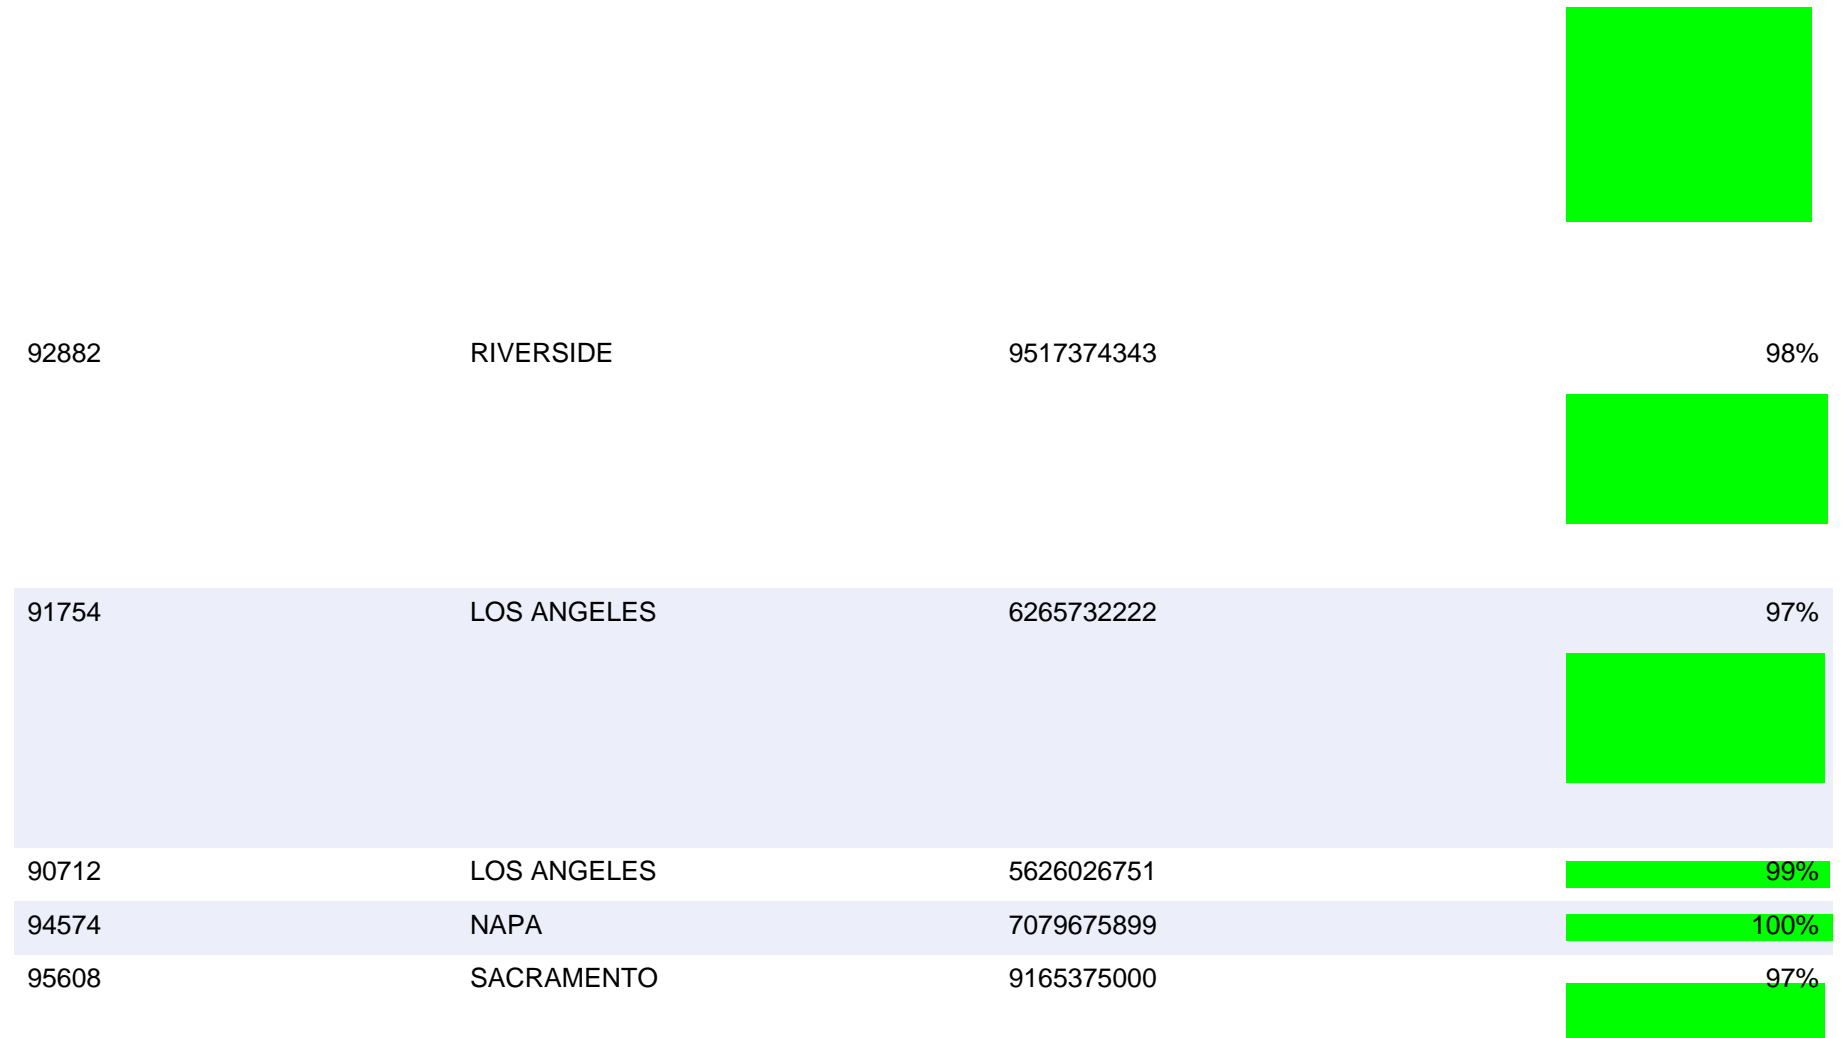 92882 RIVERSIDE 9517374343 98%
91754 LOS ANGELES 6265732222 97%
90712 LOS ANGELES 5626026751 99%
94574 NAPA 7079675899 100%
95608 SACRAMENTO 9165375000 97%